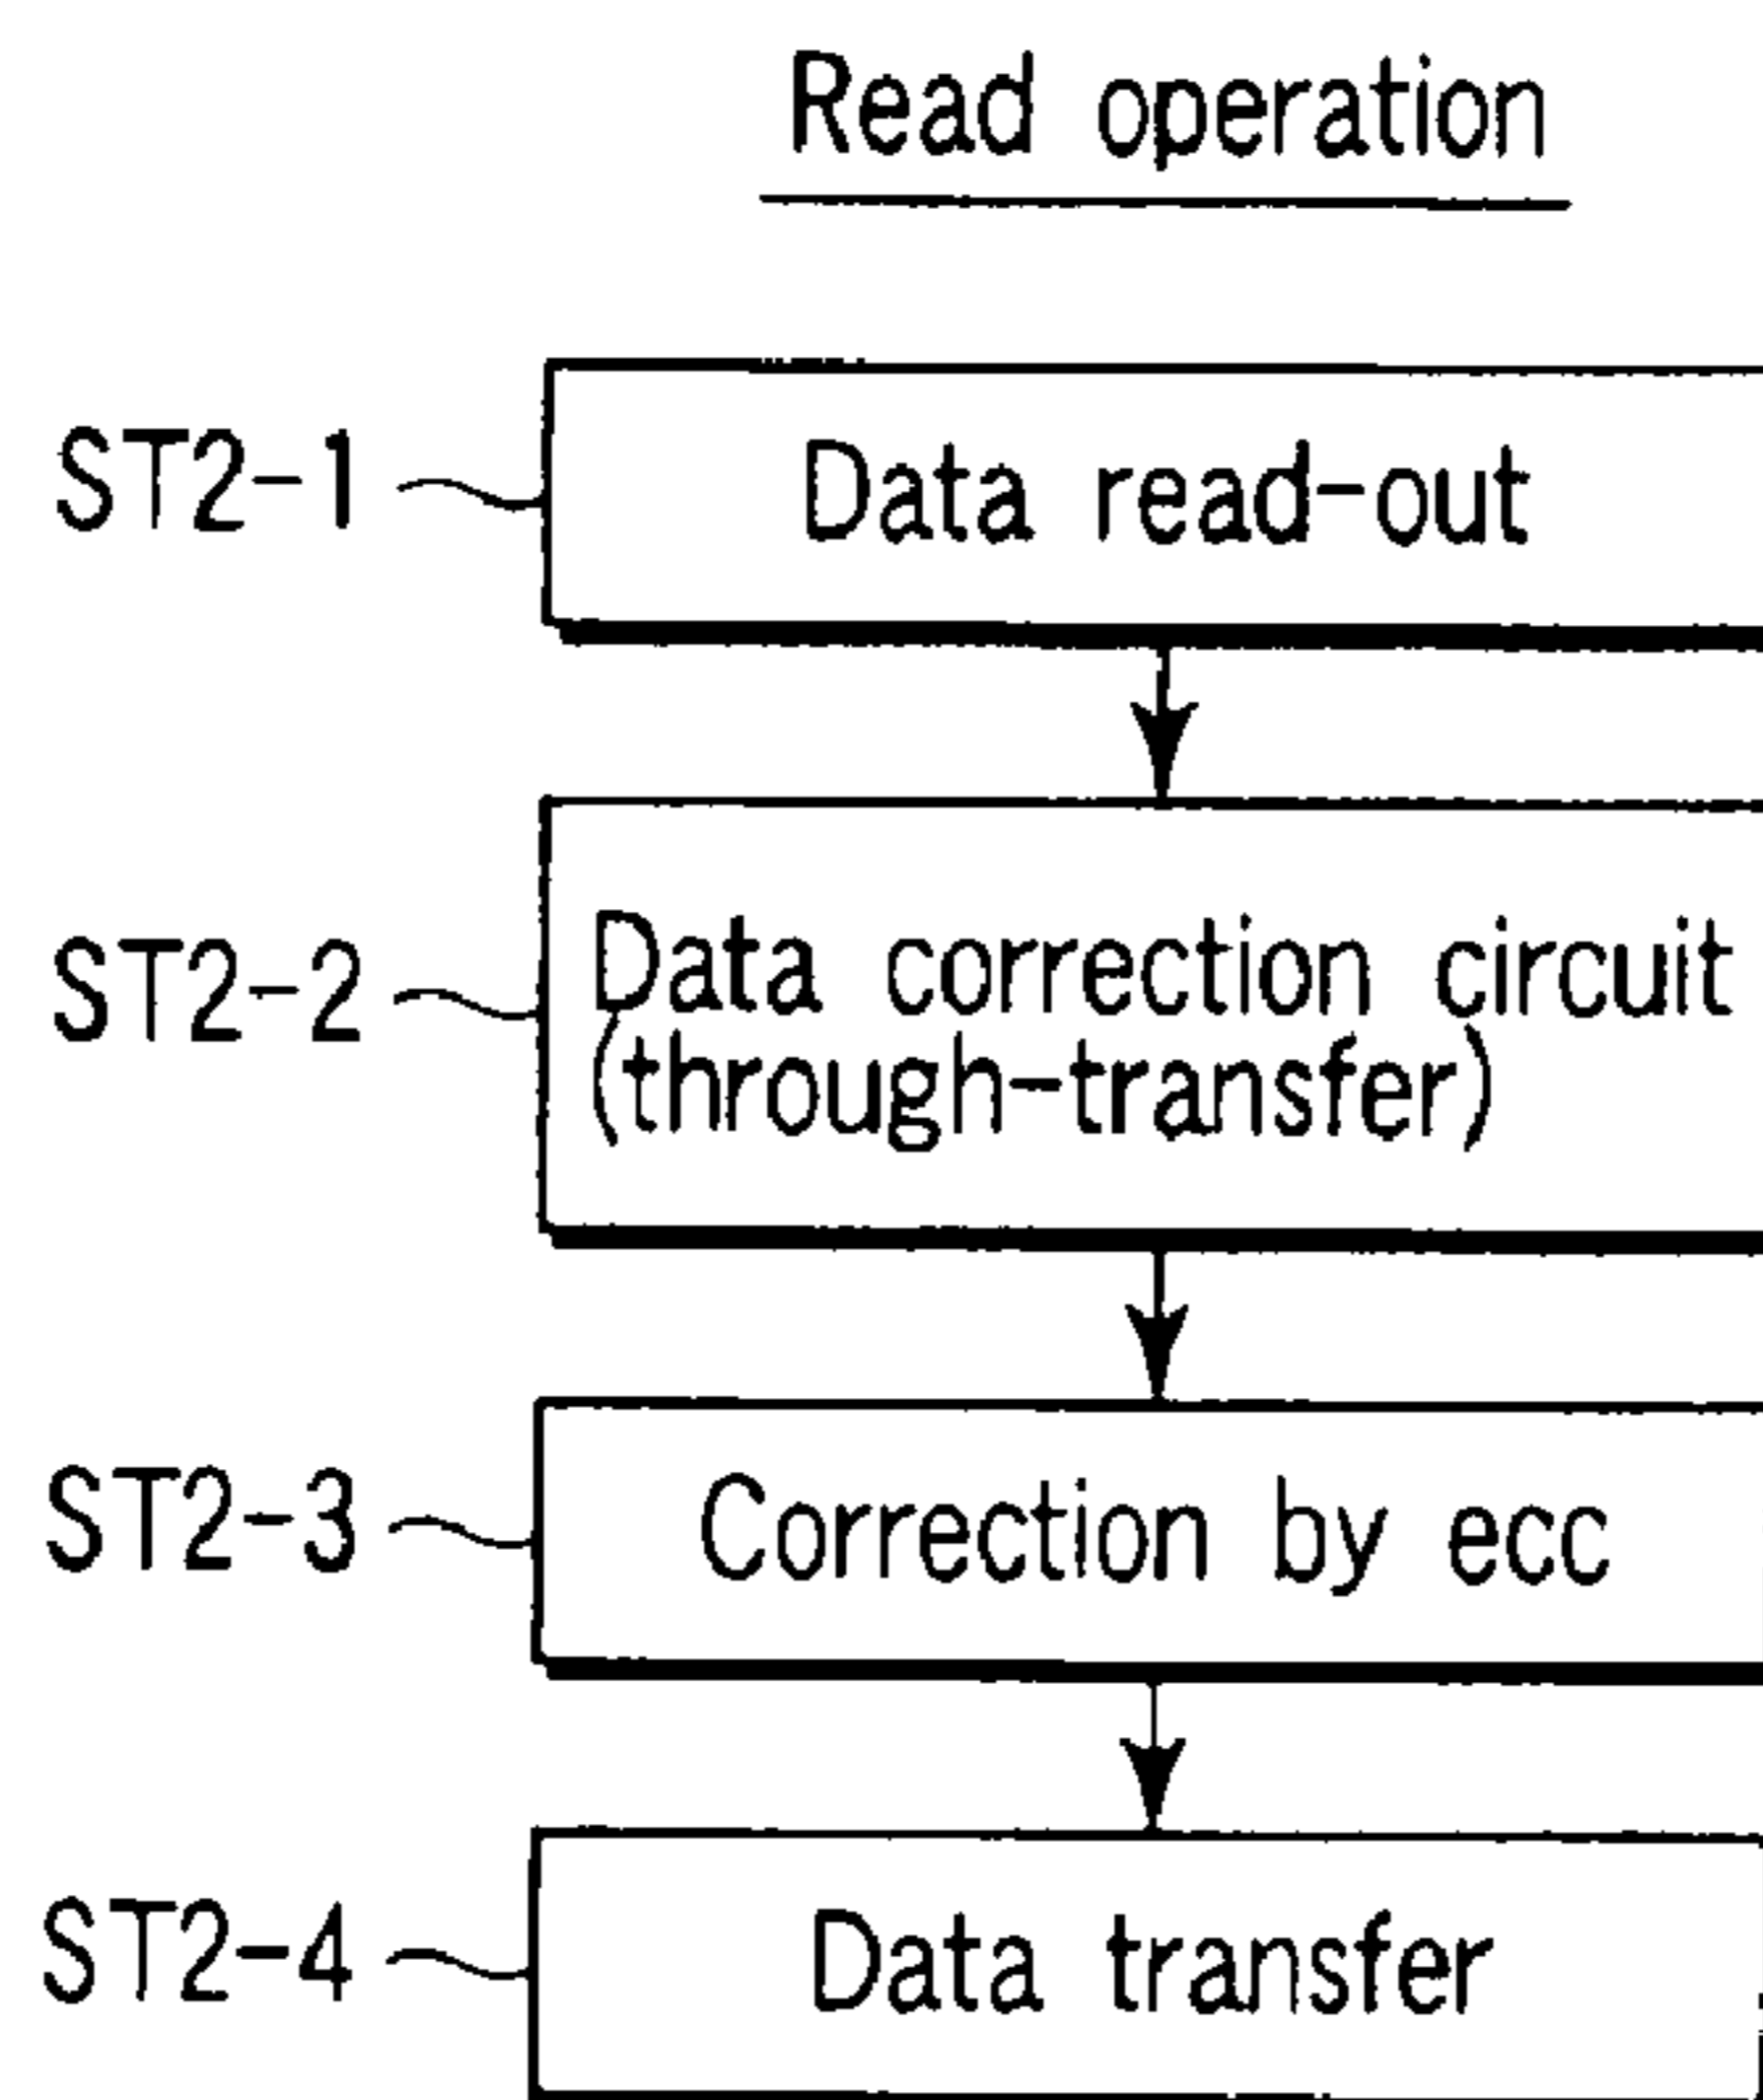 Read operation
ST2-1
Data read-out
ST2-2
Data correction circuit
(through-transfer)
ST2-3
Correction by ecc
ST2-4
Data transfer